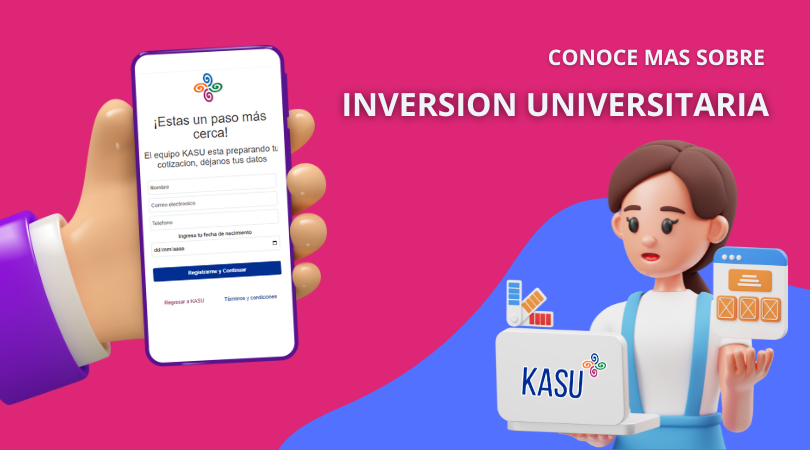 CONOCE MAS SOBRE
INVERSION UNIVERSITARIA
¡Estas un paso más
cerca!
El equipo KASU esta preparando tu
cotizacion, déjanos tus datos
Nombre
Correo electronico
Telefono
Ingresa tu fecha de nacimiento
dd/mm/aaaa
Registrarme y Continuar
Regresar a KASU Términos y condiciones
KASU